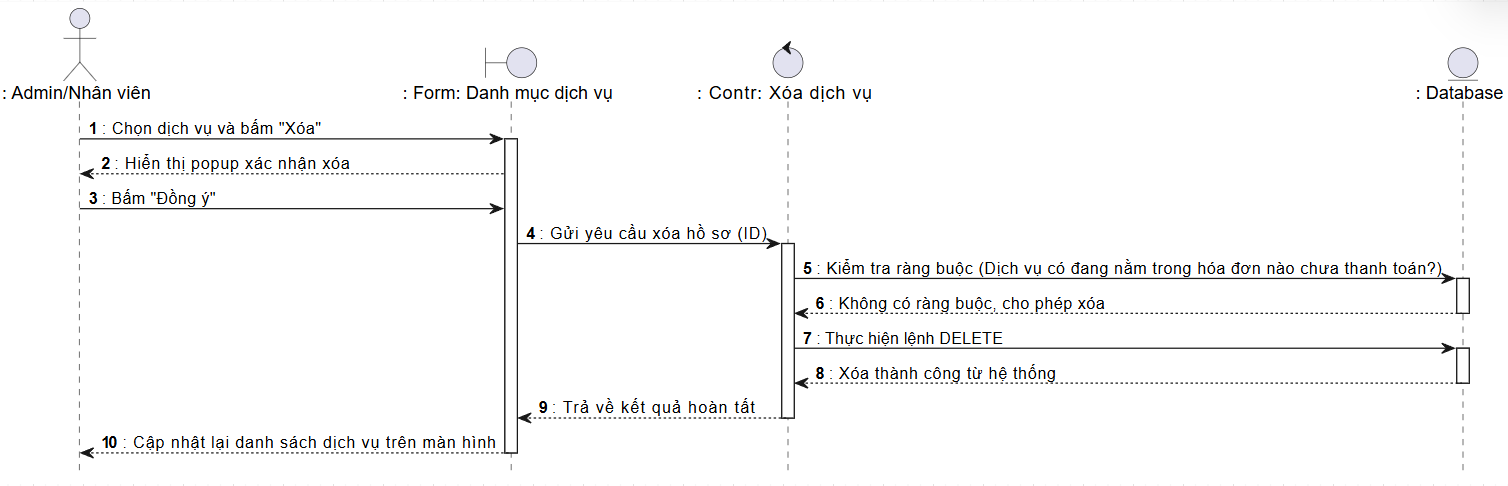 : Admin/Nhân viên
: Form: Danh mục dịch vụ
: Contr: Xóa dịch vụ
: Database
1 : Chọn dịch vụ và bấm "Xóa"
2 : Hiển thị popup xác nhận xóa
3 : Bấm "Đồng ý"
4 : Gửi yêu cầu xóa hồ sơ (ID)
5 : Kiểm tra ràng buộc (Dịch vụ có đang nằm trong hóa đơn nào chưa thanh toán?)
6 : Không có ràng buộc, cho phép xóa
7 : Thực hiện lệnh DELETE
8 : Xóa thành công từ hệ thống
9 : Trả về kết quả hoàn tất
10 : Cập nhật lại danh sách dịch vụ trên màn hình